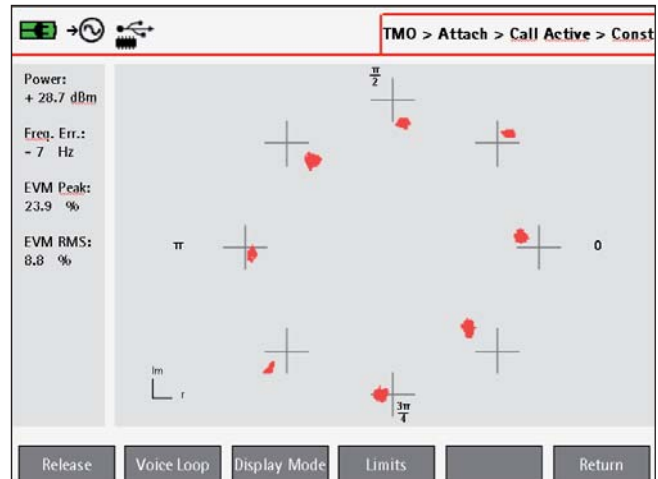 TMO > Attach > Call Active > Const
Power:
+ 28.7 dBm
Freq. Err.:
- 7 Hz
EVM Peak:
23.9 %
EVM RMS:
8.8 %
π
2
π
0
Im
r
3π
4
Release
Voice Loop
Display Mode
Limits
Return